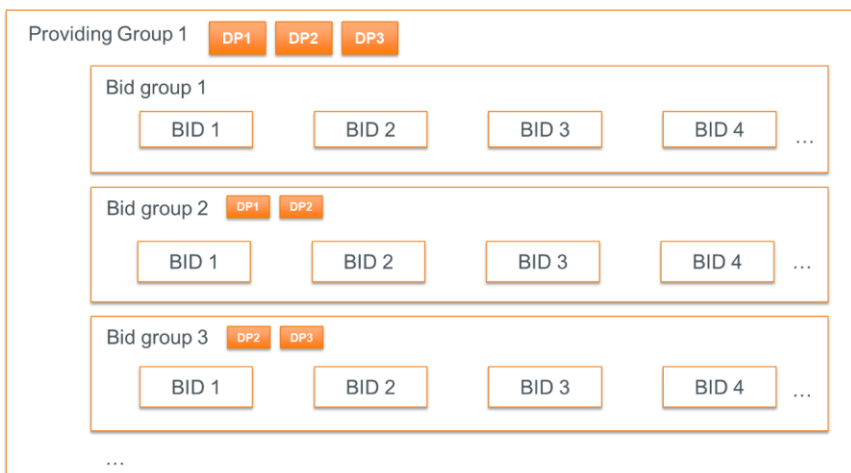 Providing Group 1 DP1 DP2 DP3
Bid group 1
BID 1 BID 2 BID 3 BID 4 ...
Bid group 2 DP1 DP2
BID 1 BID 2 BID 3 BID 4 ...
Bid group 3 DP2 DP3
BID 1 BID 2 BID 3 BID 4 ...
...